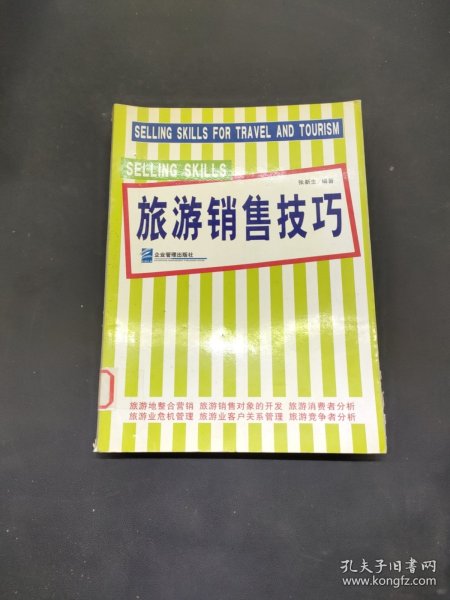 SELLING SKILLS FOR TRAVEL AND TOURISM
SELLING SKILLS
张新生 编著
旅游销售技巧
企业管理出版社
旅游地整合营销 旅游销售对象的开发 旅游消费者分析
旅游业危机管理 旅游业客户关系管理 旅游竞争者分析
孔夫子旧书网
www.kongfz.com